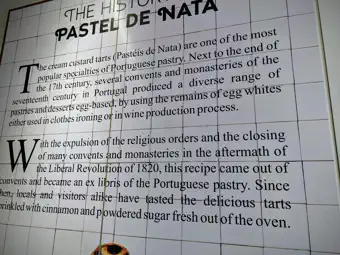 THE HISTOR
PASTEL DE NATA
The cream custard tarts (Pastéis de Nata) are one of the most
popular specialties of Portuguese pastry. Next to the end of
the 17th century, several convents and monasteries of the
seventeenth century in Portugal produced a diverse range of
pastries and desserts egg-based, by using the remains of egg whites
either used in clothes ironing or in wine production process.
With the expulsion of the religious orders and the closing
of many convents and monasteries in the aftermath of
the Liberal Revolution of 1820, this recipe came out of
convents and became an ex libris of the Portuguese pastry. Since
hen, locals and visitors alike have tasted the delicious tarts
prinkled with cinnamon and powdered sugar fresh out of the oven.